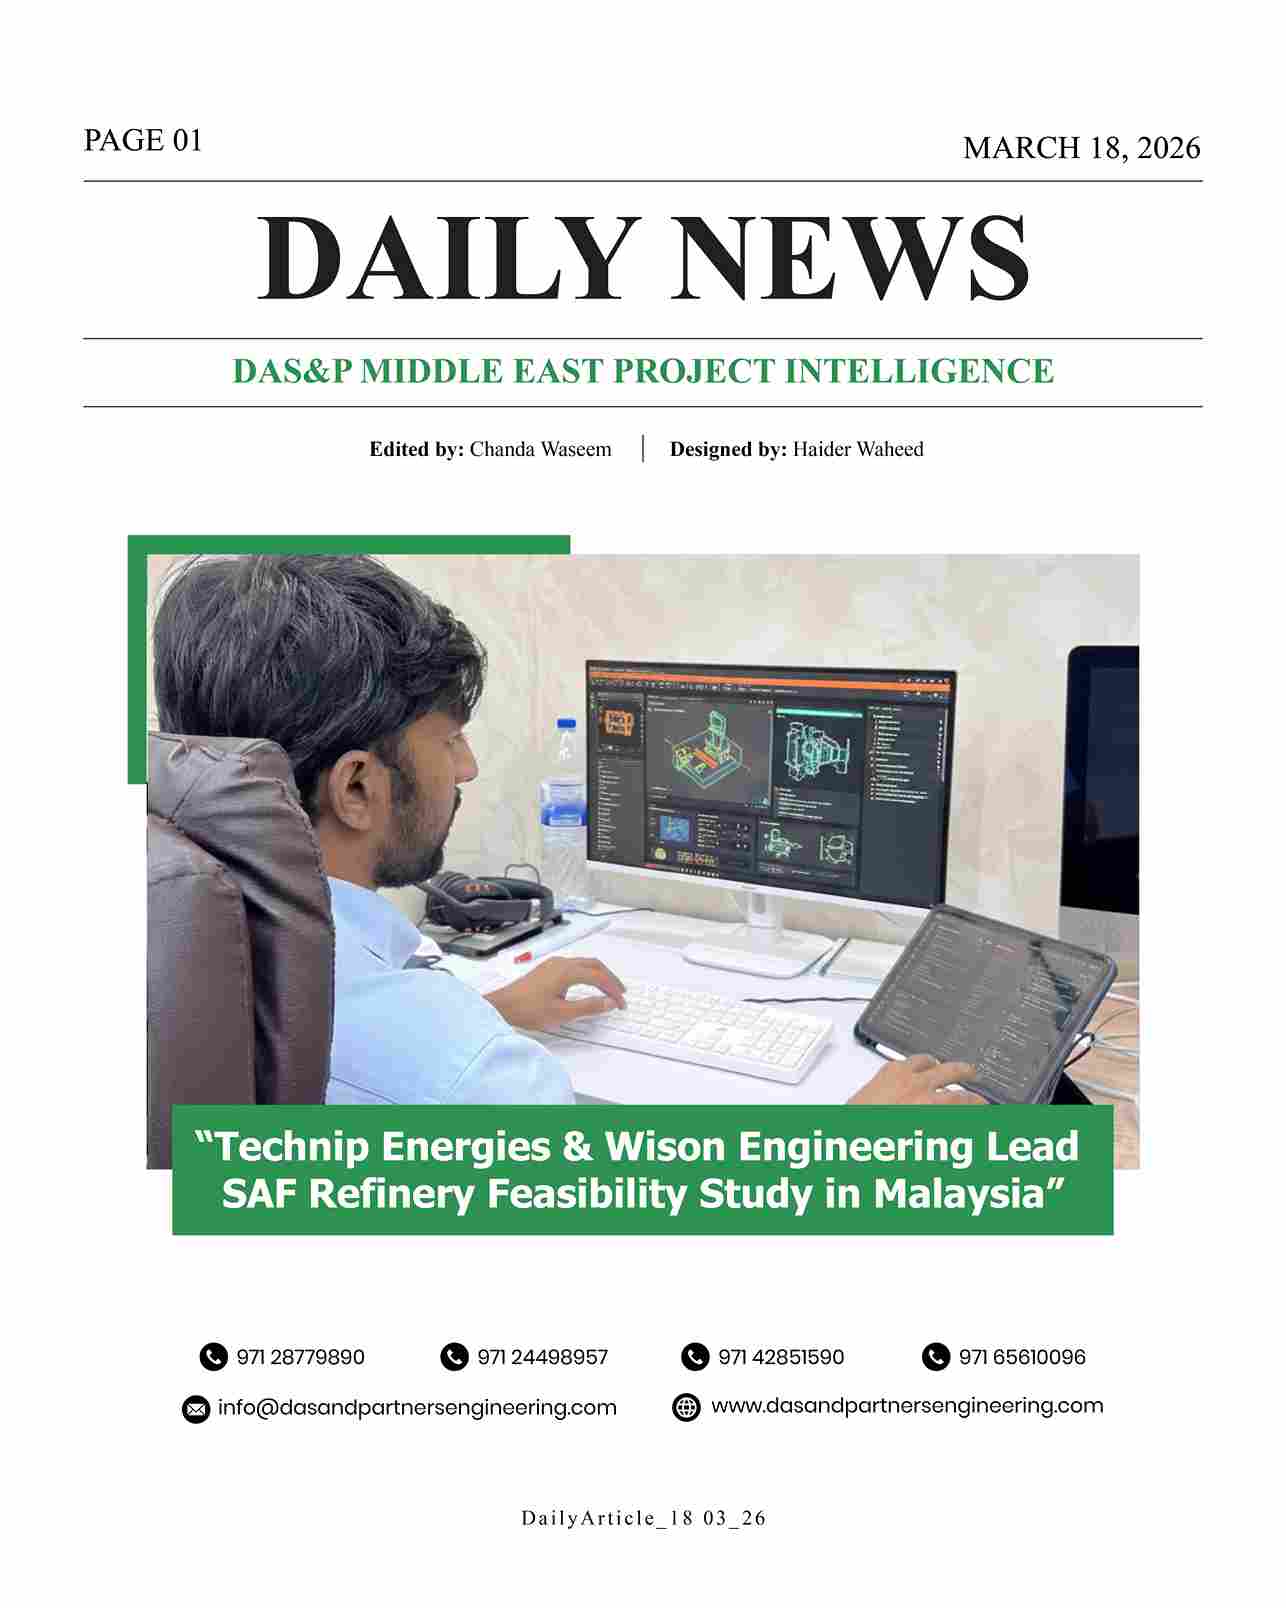 PAGE 01
MARCH 18, 2026
DAILY NEWS
DAS&P MIDDLE EAST PROJECT INTELLIGENCE
Edited by: Chanda Waseem
Designed by: Haider Waheed
“Technip Energies & Wison Engineering Lead
SAF Refinery Feasibility Study in Malaysia”
971 28779890
971 24498957
971 42851590
971 65610096
info@dasandpartnersengineering.com
www.dasandpartnersengineering.com
DailyArticle_18 03_26